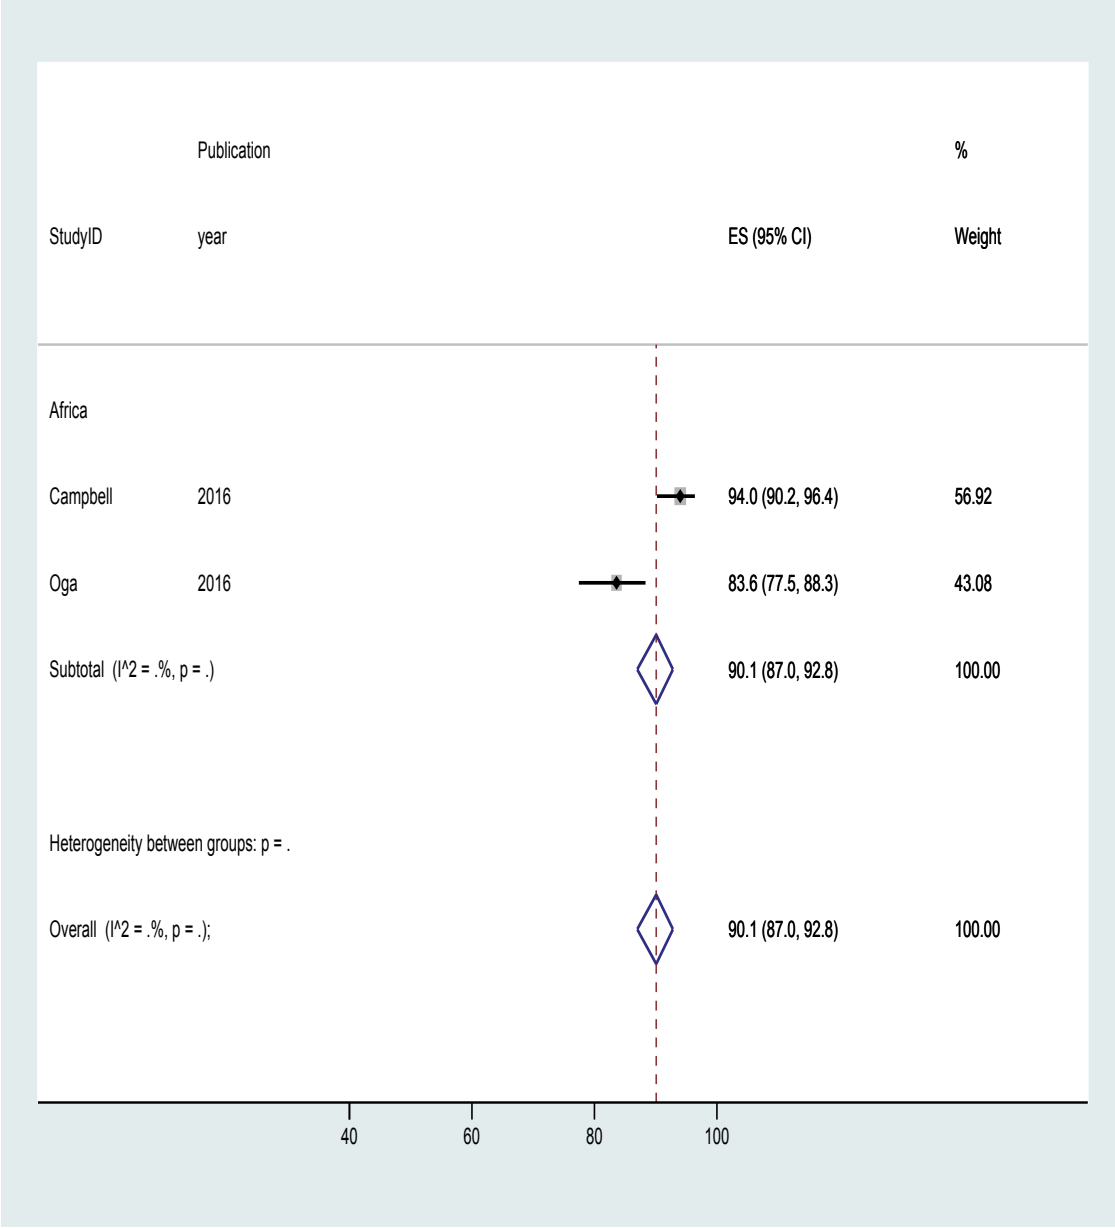 Publication %
StudyID year ES (95% CI) Weight
Africa
Campbell 2016 94.0 (90.2, 96.4) 56.92
Oga 2016 83.6 (77.5, 88.3) 43.08
Subtotal (I^2 = .%, p = .) 90.1 (87.0, 92.8) 100.00
Heterogeneity between groups: p = .
Overall (I^2 = .%, p = .); 90.1 (87.0, 92.8) 100.00
40 60 80 100